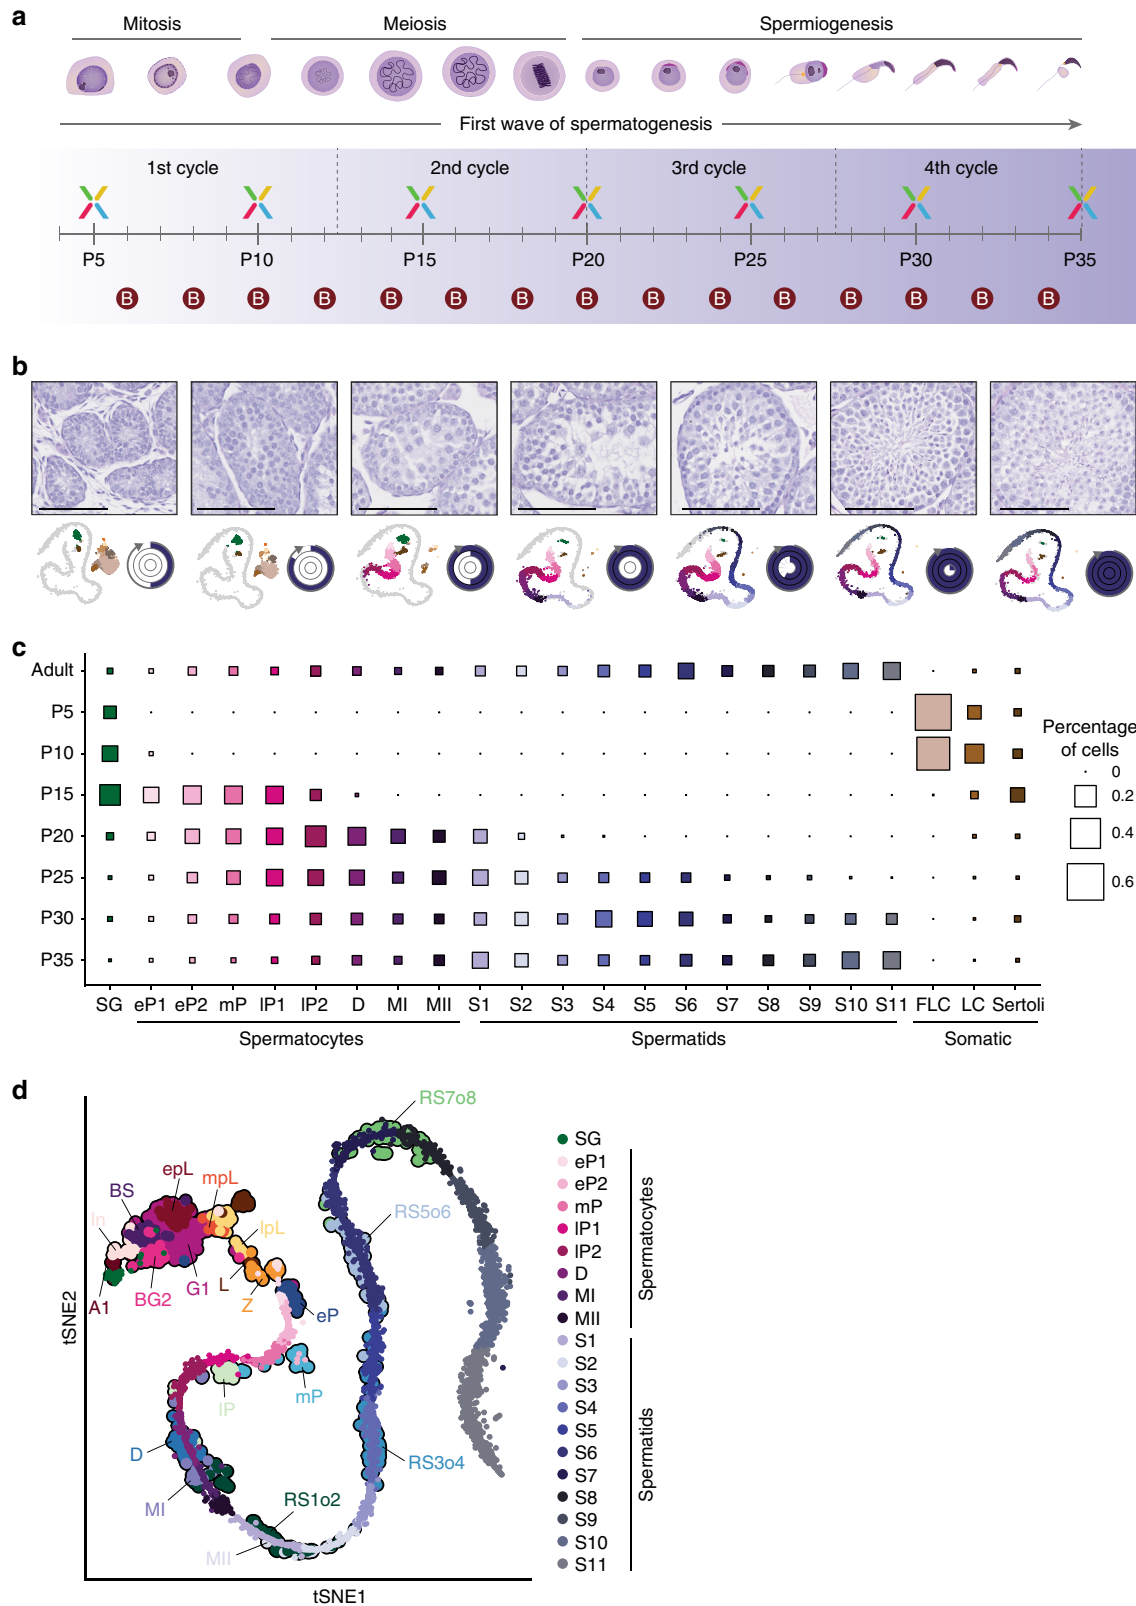 a
Mitosis
Meiosis
Spermiogenesis
First wave of spermatogenesis
1st cycle
2nd cycle
3rd cycle
4th cycle
P5
P10
P15
P20
P25
P30
P35
B B B B B B B B B B B B B B B
b
c
Adult
P5
P10
P15
P20
P25
P30
P35
Percentage
of cells
0
0.2
0.4
0.6
SG eP1 eP2 mP lP1 lP2 D MI MII S1 S2 S3 S4 S5 S6 S7 S8 S9 S10 S11 FLC LC Sertoli
Spermatocytes
Spermatids
Somatic
d
RS7o8
epL
mpL
BS
In
RS5o6
lpL
A1
BG2
G1
L
Z
eP
mP
lP
D
MI
RS1o2
RS3o4
MII
tSNE2
tSNE1
SG
eP1
eP2
mP
lP1
lP2
D
MI
MII
S1
S2
S3
S4
S5
S6
S7
S8
S9
S10
S11
Spermatocytes
Spermatids